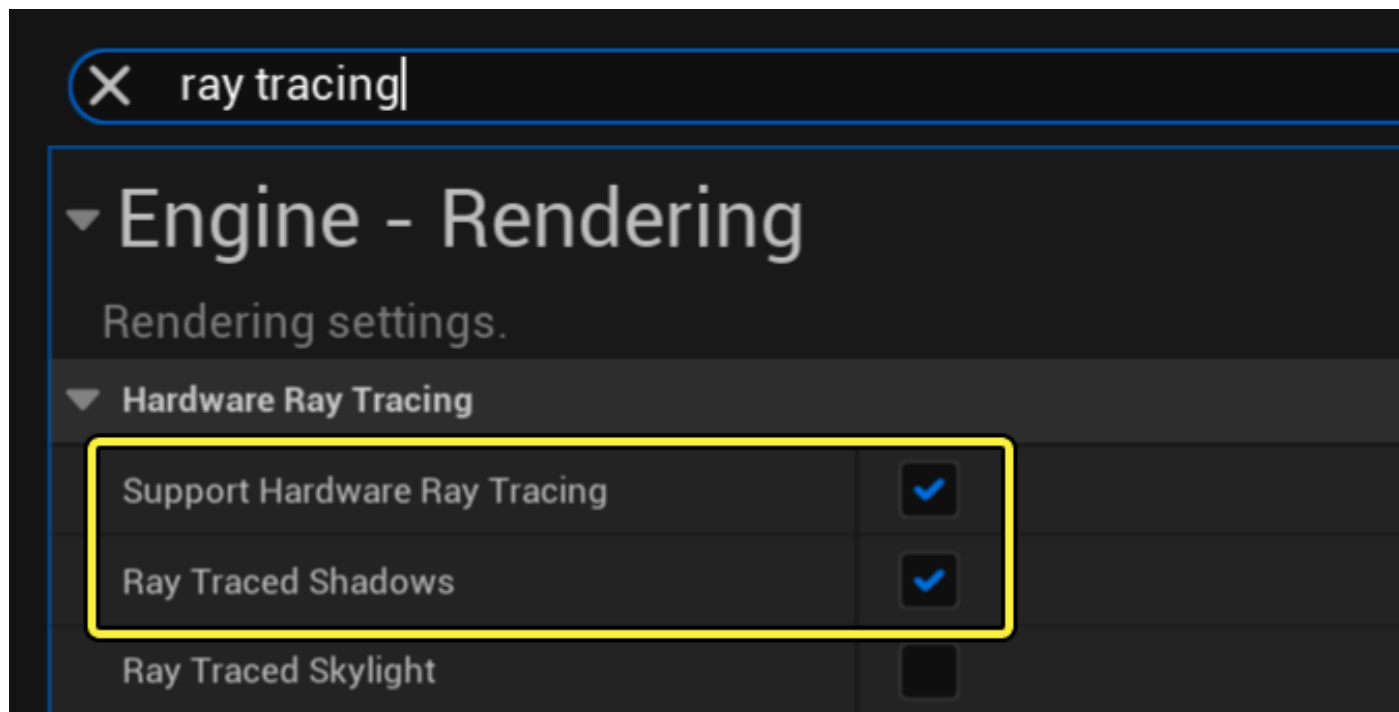 ray tracing
Engine - Rendering
Rendering settings.
Hardware Ray Tracing
Support Hardware Ray Tracing
Ray Traced Shadows
Ray Traced Skylight